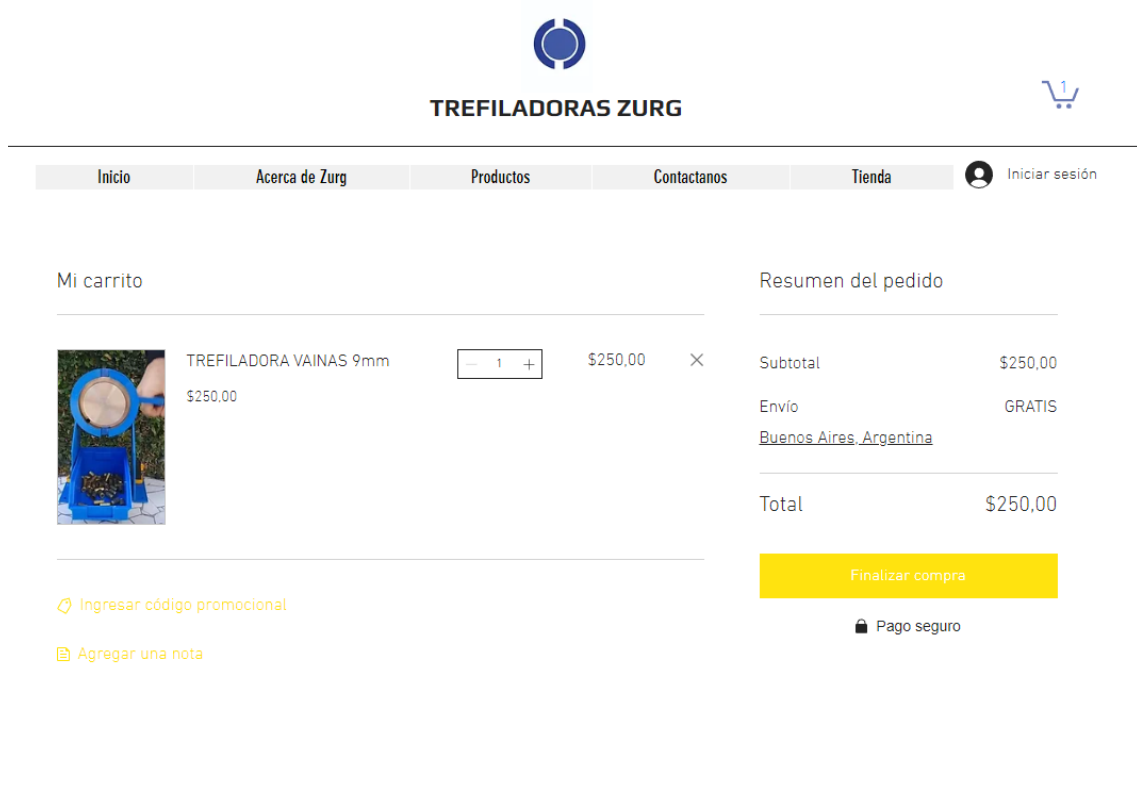 TREFILADORAS ZURG
1
Inicio
Acerca de Zurg
Productos
Contactanos
Tienda
Iniciar sesión
Mi carrito
TREFILADORA VAINAS 9mm
$250,00
1
$250,00
Resumen del pedido
Subtotal $250,00
Envío GRATIS
Buenos Aires, Argentina
Total $250,00
Finalizar compra
Pago seguro
Ingresar código promocional
Agregar una nota